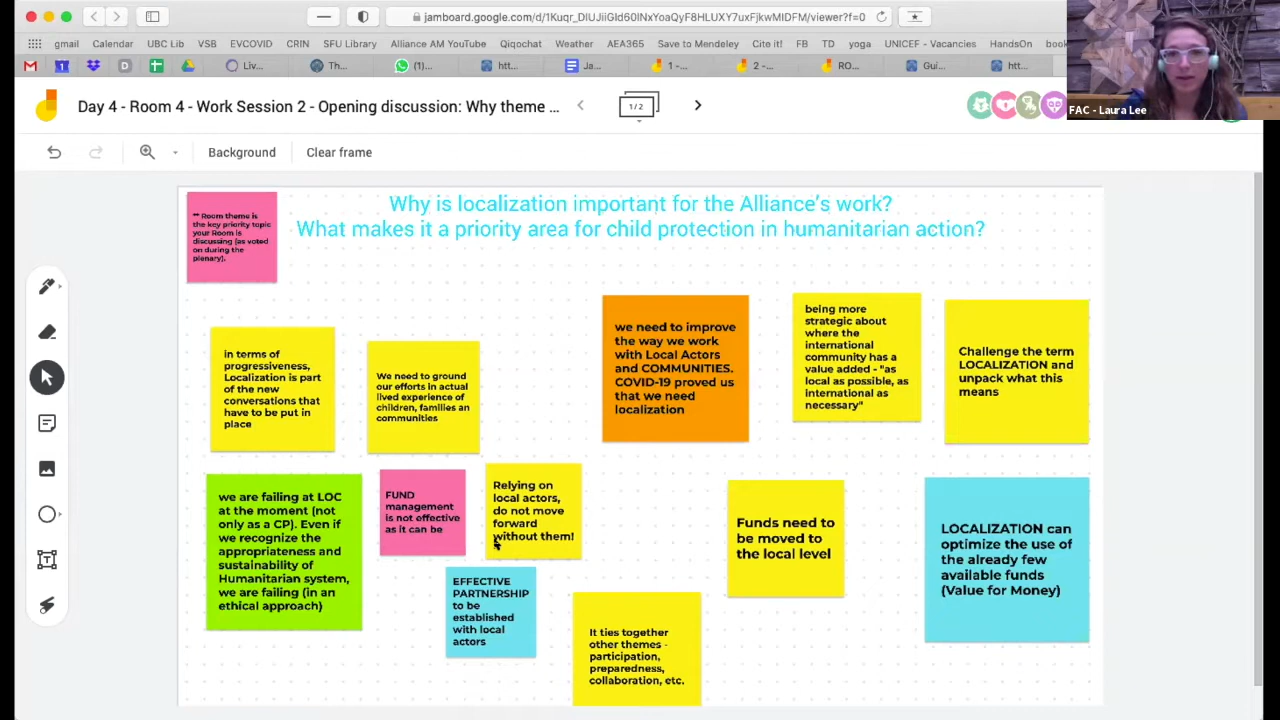 jamboard.google.com/d/1Kuqr_DIUJiiGId60lNxYoaQyF8HLUXY7uxFjkwMIDFM/viewer?f=0
gmail Calendar UBC Lib VSB EVCOVID CRIN SFU Library Alliance AM YouTube Qiqochat Weather AEA365 Save to Mendeley Cite it! FB TD yoga UNICEF - Vacancies HandsOn
Liv... Th... (1)... htt... Ja... 1 -... 2 -... RO... Gui... htt...
FAC - Laura Lee
Day 4 - Room 4 - Work Session 2 - Opening discussion: Why theme ...
1/2
Background
Clear frame
Why is localization important for the Alliance's work?
What makes it a priority area for child protection in humanitarian action?
** Room theme is
the key priority topic
your Room is
discussing (as voted
on during the
plenary).
in terms of
progressiveness,
Localization is part
of the new
conversations that
have to be put in
place
We need to ground
our efforts in actual
lived experience of
children, families an
communities
we need to improve
the way we work
with Local Actors
and COMMUNITIES.
COVID-19 proved us
that we need
localization
being more
strategic about
where the
international
community has a
value added - "as
local as possible, as
international as
necessary"
Challenge the term
LOCALIZATION and
unpack what this
means
we are failing at LOC
at the moment (not
only as a CP). Even if
we recognize the
appropriateness and
sustainability of
Humanitarian system,
we are failing (in an
ethical approach)
FUND
management
is not effective
as it can be
Relying on
local actors,
do not move
forward
without them!
EFFECTIVE
PARTNERSHIP
to be
established
with local
actors
It ties together
other themes -
participation,
preparedness,
collaboration, etc.
Funds need to
be moved to
the local level
LOCALIZATION can
optimize the use of
the already few
available funds
(Value for Money)